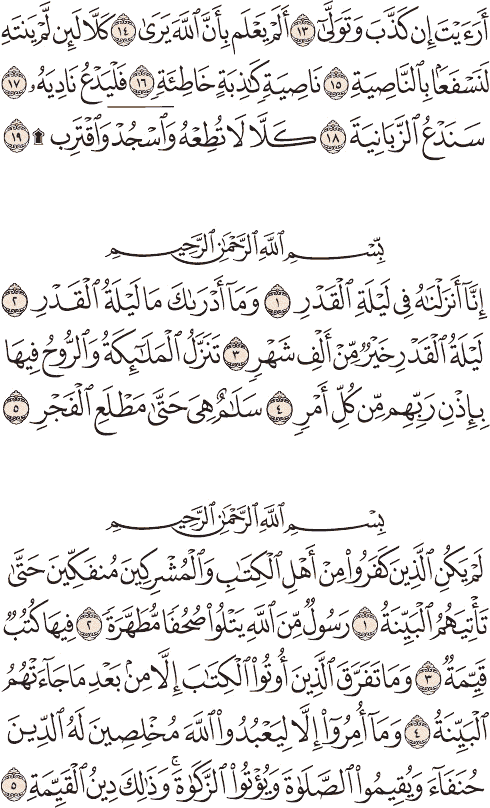 أَرَءَيْتَ إِن كَذَّبَ وَتَوَلَّىٰٓ ١٣ أَلَمْ يَعْلَم بِأَنَّ ٱللَّهَ يَرَىٰ ١٤ كَلَّا لَئِن لَّمْ يَنتَهِ
لَنَسْفَعًۢا بِٱلنَّاصِيَةِ ١٥ نَاصِيَةٍ كَٰذِبَةٍ خَاطِئَةٍ ١٦ فَلْيَدْعُ نَادِيَهُۥ ١٧
سَنَدْعُ ٱلزَّبَانِيَةَ ١٨ كَلَّا لَا تُطِعْهُ وَٱسْجُدْ وَٱقْتَرِب ۩ ١٩
بِسْمِ ٱللَّهِ ٱلرَّحْمَٰنِ ٱلرَّحِيمِ
إِنَّآ أَنزَلْنَٰهُ فِى لَيْلَةِ ٱلْقَدْرِ ١ وَمَآ أَدْرَىٰكَ مَا لَيْلَةُ ٱلْقَدْرِ ٢
لَيْلَةُ ٱلْقَدْرِ خَيْرٌ مِّنْ أَلْفِ شَهْرٍ ٣ تَنَزَّلُ ٱلْمَلَٰٓئِكَةُ وَٱلرُّوحُ فِيهَا
بِإِذْنِ رَبِّهِم مِّن كُلِّ أَمْرٍ ٤ سَلَٰمٌ هِىَ حَتَّىٰ مَطْلَعِ ٱلْفَجْرِ ٥
بِسْمِ ٱللَّهِ ٱلرَّحْمَٰنِ ٱلرَّحِيمِ
لَمْ يَكُنِ ٱلَّذِينَ كَفَرُوا۟ مِنْ أَهْلِ ٱلْكِتَٰبِ وَٱلْمُشْرِكِينَ مُنفَكِّينَ حَتَّىٰ
تَأْتِيَهُمُ ٱلْبَيِّنَةُ ١ رَسُولٌ مِّنَ ٱللَّهِ يَتْلُوا۟ صُحُفًا مُّطَهَّرَةً ٢ فِيهَا كُتُبٌ
قَيِّمَةٌ ٣ وَمَا تَفَرَّقَ ٱلَّذِينَ أُوتُوا۟ ٱلْكِتَٰبَ إِلَّا مِنۢ بَعْدِ مَا جَآءَتْهُمُ
ٱلْبَيِّنَةُ ٤ وَمَآ أُمِرُوٓا۟ إِلَّا لِيَعْبُدُوا۟ ٱللَّهَ مُخْلِصِينَ لَهُ ٱلدِّينَ
حُنَفَآءَ وَيُقِيمُوا۟ ٱلصَّلَوٰةَ وَيُؤْتُوا۟ ٱلزَّكَوٰةَ ۚ وَذَٰلِكَ دِينُ ٱلْقَيِّمَةِ ٥